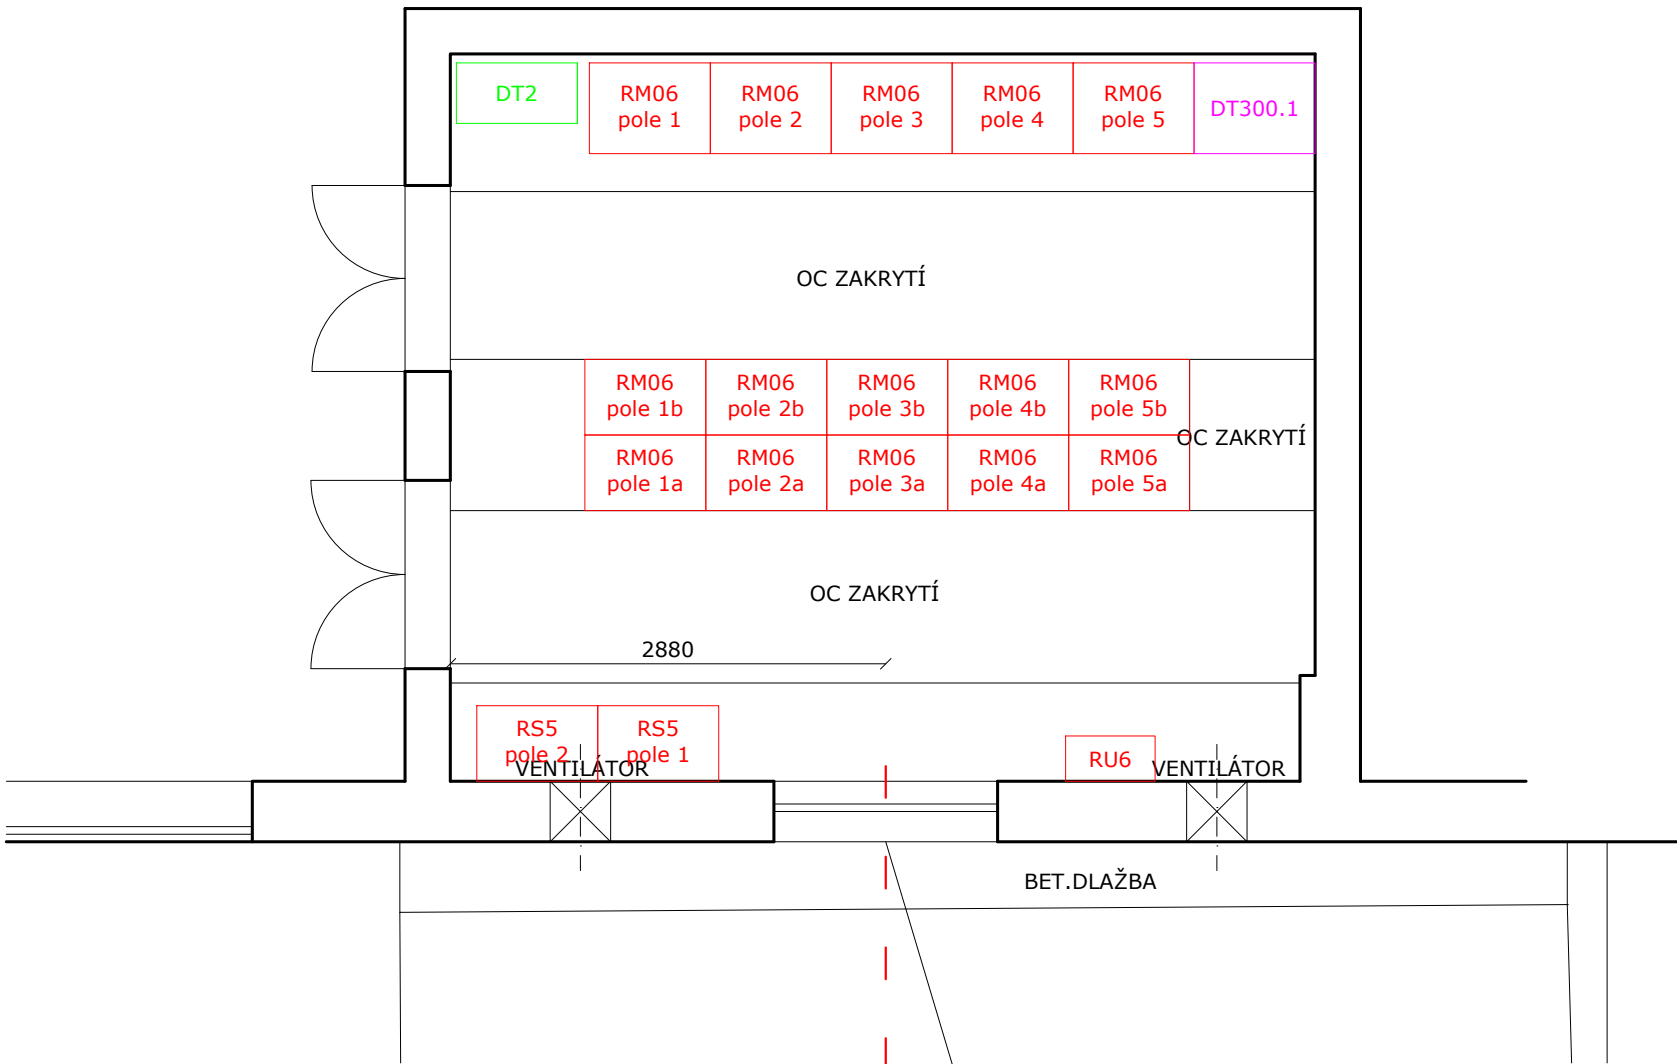 DT2
RM06
pole 1
RM06
pole 2
RM06
pole 3
RM06
pole 4
RM06
pole 5
DT300.1
OC ZAKRYTÍ
RM06
pole 1b
RM06
pole 2b
RM06
pole 3b
RM06
pole 4b
RM06
pole 5b
OC ZAKRYTÍ
RM06
pole 1a
RM06
pole 2a
RM06
pole 3a
RM06
pole 4a
RM06
pole 5a
OC ZAKRYTÍ
2880
RS5
pole 2
RS5
pole 1
VENTILÁTOR
RU6
VENTILÁTOR
BET.DLAŽBA